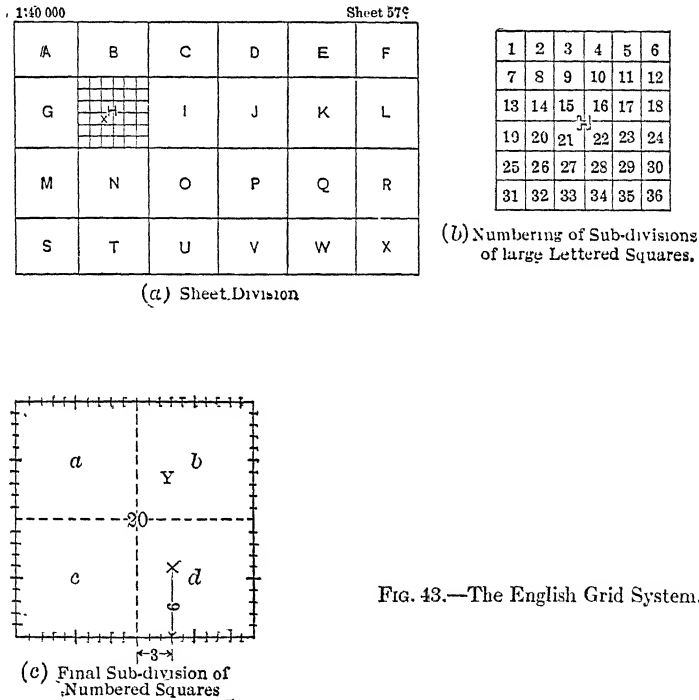 1:40 000 Sheet 57c
A B C D E F
G H I J K L
x
M N O P Q R
S T U V W X
(a) Sheet Division
1 2 3 4 5 6
7 8 9 10 11 12
13 14 15 16 17 18
H
19 20 21 22 23 24
25 26 27 28 29 30
31 32 33 34 35 36
(b) Numbering of Sub-divisions
of large Lettered Squares.
a b
Y
20
X
c d
6
3
(c) Final Sub-division of
Numbered Squares
FIG. 43.—The English Grid System.